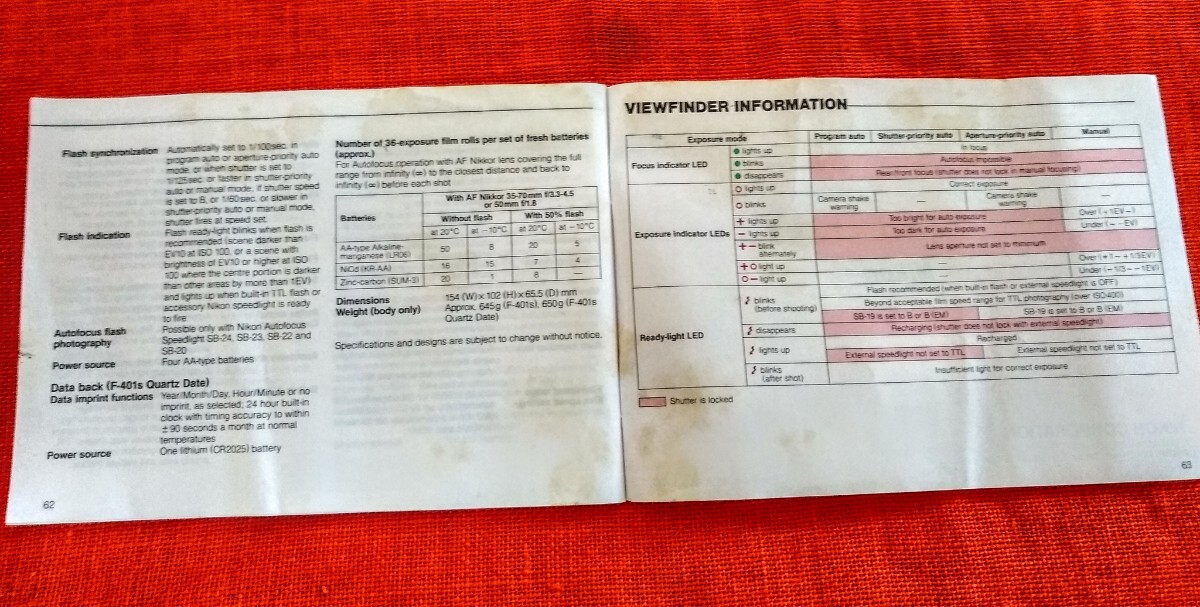 Flash synchronization Automatically set to 1/100sec. in
program auto or aperture-priority auto
mode, or when shutter is set to
1/125sec. or faster in shutter-priority
auto or manual mode; if shutter speed
is set to B, or 1/60sec. or slower in
shutter-priority auto or manual mode,
shutter fires at speed set
Flash indication Flash ready-light blinks when flash is
recommended (scene darker than
EV10 at ISO 100, or a scene with
brightness of EV10 or higher at ISO
100 where the centre portion is darker
than other areas by more than 1EV)
and lights up when built-in TTL flash or
accessory Nikon speedlight is ready
to fire
Autofocus flash Possible only with Nikon Autofocus
photography Speedlight SB-24, SB-23, SB-22 and
SB-20
Power source Four AA-type batteries
Data back (F-401s Quartz Date)
Data imprint functions Year/Month/Day, Hour/Minute or no
imprint, as selected; 24 hour built-in
clock with timing accuracy to within
±90 seconds a month at normal
temperatures
Power source One lithium (CR2025) battery
62
Number of 36-exposure film rolls per set of fresh batteries
(approx.)
For Autofocus operation with AF Nikkor lens covering the full
range from infinity (∞) to the closest distance and back to
infinity (∞) before each shot
Batteries
With AF Nikkor 35-70mm f/3.3-4.5
or 50mm f/1.8
Without flash With 50% flash
at 20°C at −10°C at 20°C at −10°C
AA-type Alkaline-
manganese (LR06) 50 8 20 5
NiCd (KR-AA) 16 15 7 4
Zinc-carbon (SUM-3) 20 1 8 —
Dimensions 154 (W) × 102 (H) × 65.5 (D) mm
Weight (body only) Approx. 645g (F-401s), 650g (F-401s
Quartz Date)
Specifications and designs are subject to change without notice.
VIEWFINDER INFORMATION
Exposure mode Program auto Shutter-priority auto Aperture-priority auto Manual
Focus indicator LED
● lights up In focus
● blinks Autofocus impossible
● disappears Rear/front focus (shutter does not lock in manual focusing)
Exposure indicator LEDs
○ lights up Correct exposure
○ blinks Camera shake warning — Camera shake warning —
+ lights up Too bright for auto exposure Over (+1EV~)
− lights up Too dark for auto exposure Under (−1~−EV)
+ − blink
alternately Lens aperture not set to minimum
+ ○ light up — Over (+1~+1/3EV)
○ − light up — Under (−1/3~−1EV)
Ready-light LED
blinks
(before shooting)
Flash recommended (when built-in flash or external speedlight is OFF)
Beyond acceptable film speed range for TTL photography (over ISO400)
SB-19 is set to B or B (EM) SB-19 is set to B or B (EM)
disappears Recharging (shutter does not lock with external speedlight)
lights up
Recharged
External speedlight not set to TTL External speedlight not set to TTL
blinks
(after shot) Insufficient light for correct exposure
Shutter is locked
63